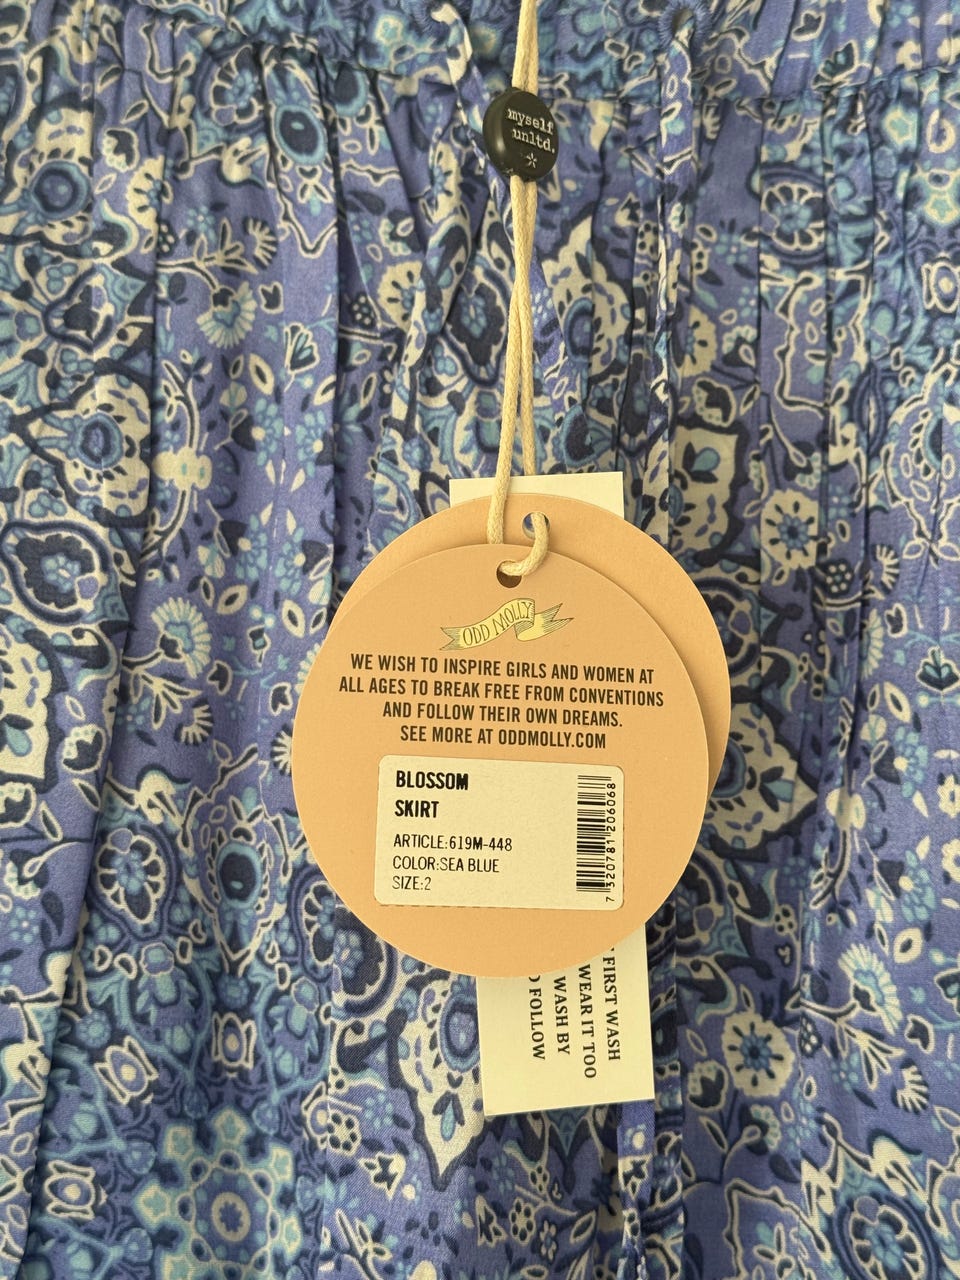 myself
unltd.
ODD MOLLY
WE WISH TO INSPIRE GIRLS AND WOMEN AT
ALL AGES TO BREAK FREE FROM CONVENTIONS
AND FOLLOW THEIR OWN DREAMS.
SEE MORE AT ODDMOLLY.COM
BLOSSOM
SKIRT
ARTICLE:619M-448
COLOR:SEA BLUE
SIZE:2
7 320781 206068
FIRST WASH
WEAR IT TOO
WASH BY
FOLLOW